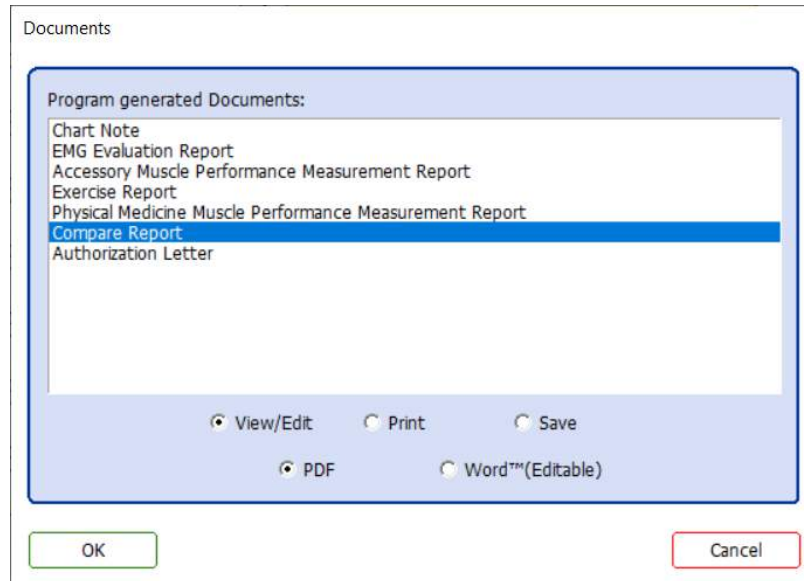 Documents
Program generated Documents:
Chart Note
EMG Evaluation Report
Accessory Muscle Performance Measurement Report
Exercise Report
Physical Medicine Muscle Performance Measurement Report
Compare Report
Authorization Letter
View/Edit Print Save
PDF Word™(Editable)
OK Cancel